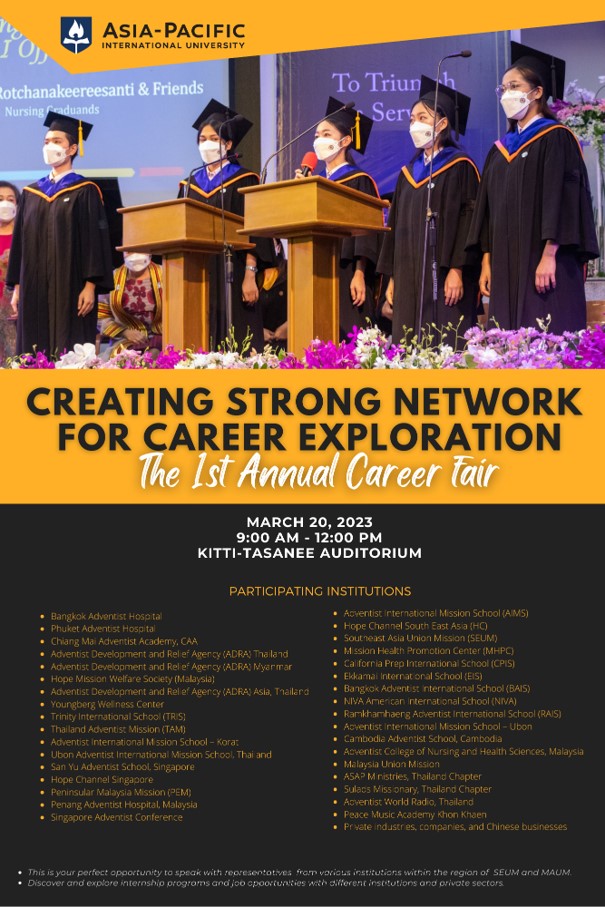 ASIA-PACIFIC
INTERNATIONAL UNIVERSITY
Rotchanakeereesanti & Friends
Nursing Graduands
To Triumph
CREATING STRONG NETWORK
FOR CAREER EXPLORATION
The 1st Annual Career Fair
MARCH 20, 2023
9:00 AM - 12:00 PM
KITTI-TASANEE AUDITORIUM
PARTICIPATING INSTITUTIONS
Bangkok Adventist Hospital
Phuket Adventist Hospital
Chiang Mai Adventist Academy, CAA
Adventist Development and Relief Agency (ADRA) Thailand
Adventist Development and Relief Agency (ADRA) Myanmar
Hope Mission Welfare Society (Malaysia)
Adventist Development and Relief Agency (ADRA) Asia, Thailand
Youngberg Wellness Center
Trinity International School (TRIS)
Thailand Adventist Mission (TAM)
Adventist International Mission School – Korat
Ubon Adventist International Mission School, Thailand
San Yu Adventist School, Singapore
Hope Channel Singapore
Peninsular Malaysia Mission (PEM)
Penang Adventist Hospital, Malaysia
Singapore Adventist Conference
Adventist International Mission School (AIMS)
Hope Channel South East Asia (HC)
Southeast Asia Union Mission (SEUM)
Mission Health Promotion Center (MHPC)
California Prep International School (CPIS)
Ekkamai International School (EIS)
Bangkok Adventist International School (BAIS)
NIVA American International School (NIVA)
Ramkhamhaeng Adventist International School (RAIS)
Adventist International Mission School – Ubon
Cambodia Adventist School, Cambodia
Adventist College of Nursing and Health Sciences, Malaysia
Malaysia Union Mission
ASAP Ministries, Thailand Chapter
Sulads Missionary, Thailand Chapter
Adventist World Radio, Thailand
Peace Music Academy Khon Khaen
Private industries, companies, and Chinese businesses
This is your perfect opportunity to speak with representatives from various institutions within the region of SEUM and MAUM.
Discover and explore internship programs and job opportunities with different institutions and private sectors.